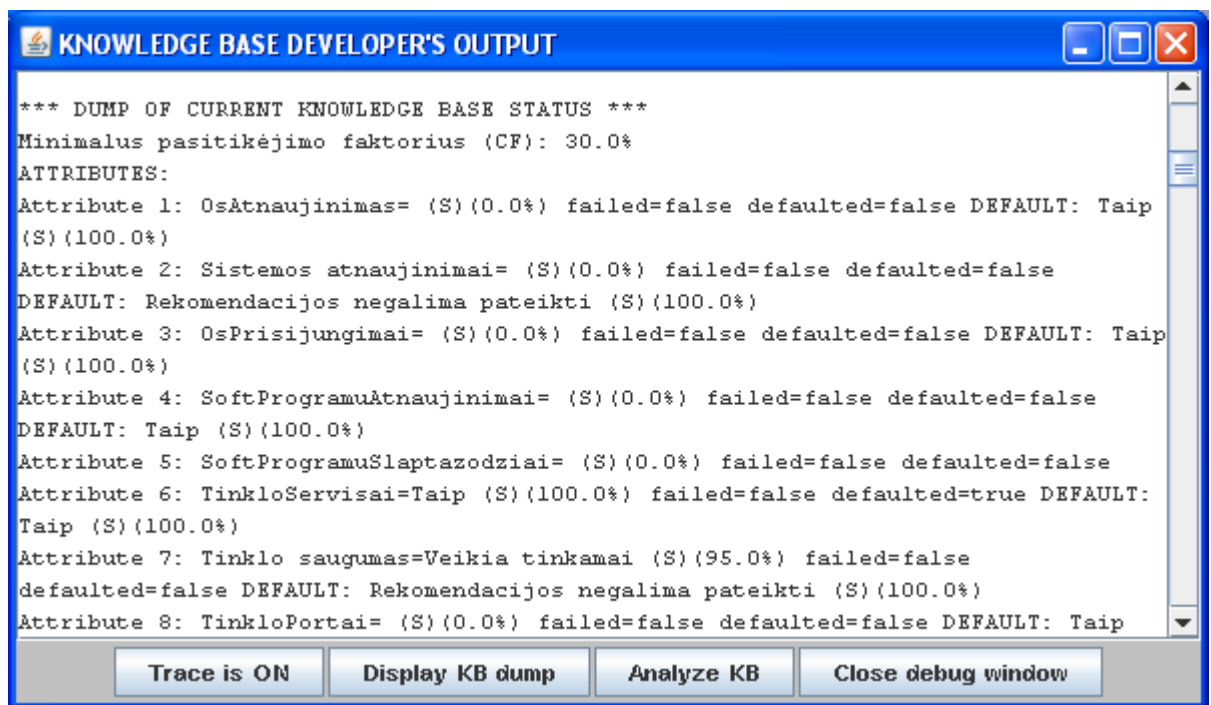 KNOWLEDGE BASE DEVELOPER'S OUTPUT
*** DUMP OF CURRENT KNOWLEDGE BASE STATUS ***
Minimalus pasitikėjimo faktorius (CF): 30.0%
ATTRIBUTES:
Attribute 1: OsAtnaujinimas= (S)(0.0%) failed=false defaulted=false DEFAULT: Taip
(S)(100.0%)
Attribute 2: Sistemos atnaujinimai= (S)(0.0%) failed=false defaulted=false
DEFAULT: Rekomendacijos negalima pateikti (S)(100.0%)
Attribute 3: OsPrisijungimai= (S)(0.0%) failed=false defaulted=false DEFAULT: Taip
(S)(100.0%)
Attribute 4: SoftProgramuAtnaujinimai= (S)(0.0%) failed=false defaulted=false
DEFAULT: Taip (S)(100.0%)
Attribute 5: SoftProgramuSlaptazodziai= (S)(0.0%) failed=false defaulted=false
Attribute 6: TinkloServisai=Taip (S)(100.0%) failed=false defaulted=true DEFAULT:
Taip (S)(100.0%)
Attribute 7: Tinklo saugumas=Veikia tinkamai (S)(95.0%) failed=false
defaulted=false DEFAULT: Rekomendacijos negalima pateikti (S)(100.0%)
Attribute 8: TinkloPortai= (S)(0.0%) failed=false defaulted=false DEFAULT: Taip
Trace is ON Display KB dump Analyze KB Close debug window